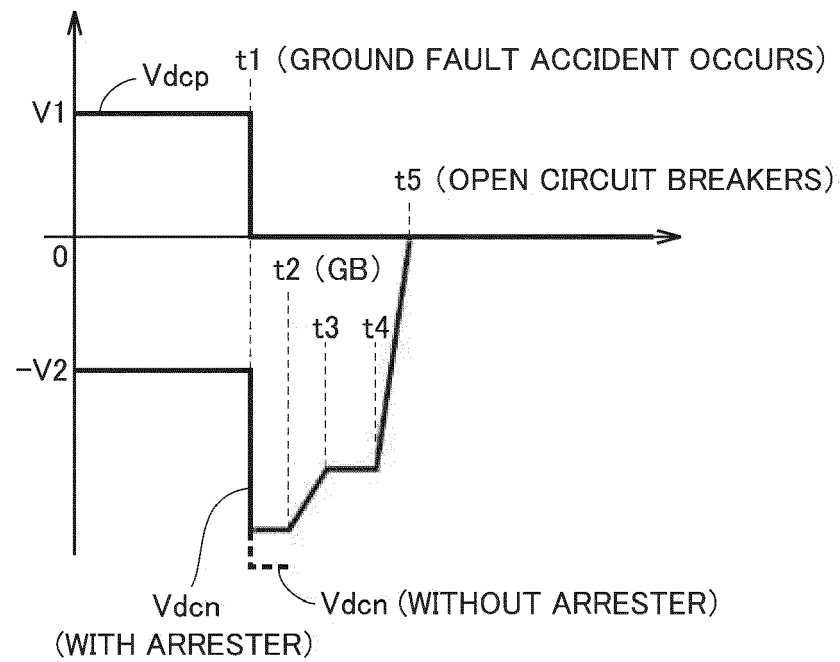 t1 (GROUND FAULT ACCIDENT OCCURS)
Vdcp
V1
t5 (OPEN CIRCUIT BREAKERS)
0
t2 (GB)
t3 t4
-V2
Vdcn
(WITH ARRESTER)
Vdcn (WITHOUT ARRESTER)